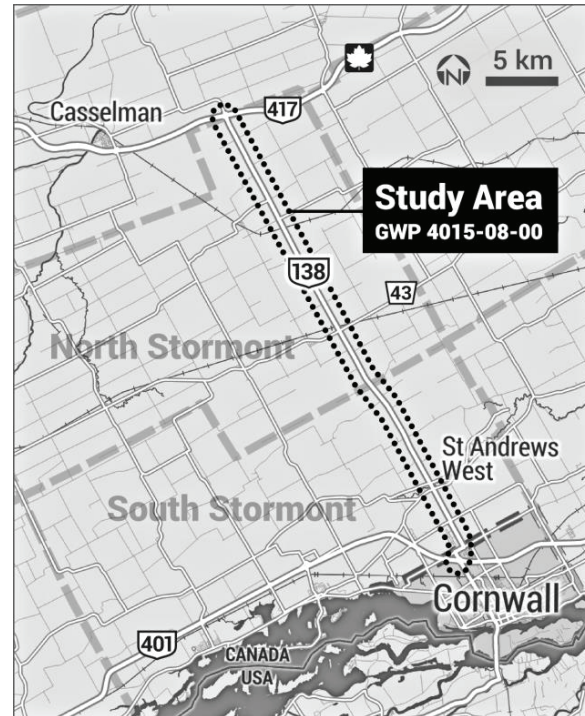 5 km
N
417
Casselman
Study Area
GWP 4015-08-00
138
43
North Stormont
St Andrews
West
South Stormont
Cornwall
401
CANADA
USA